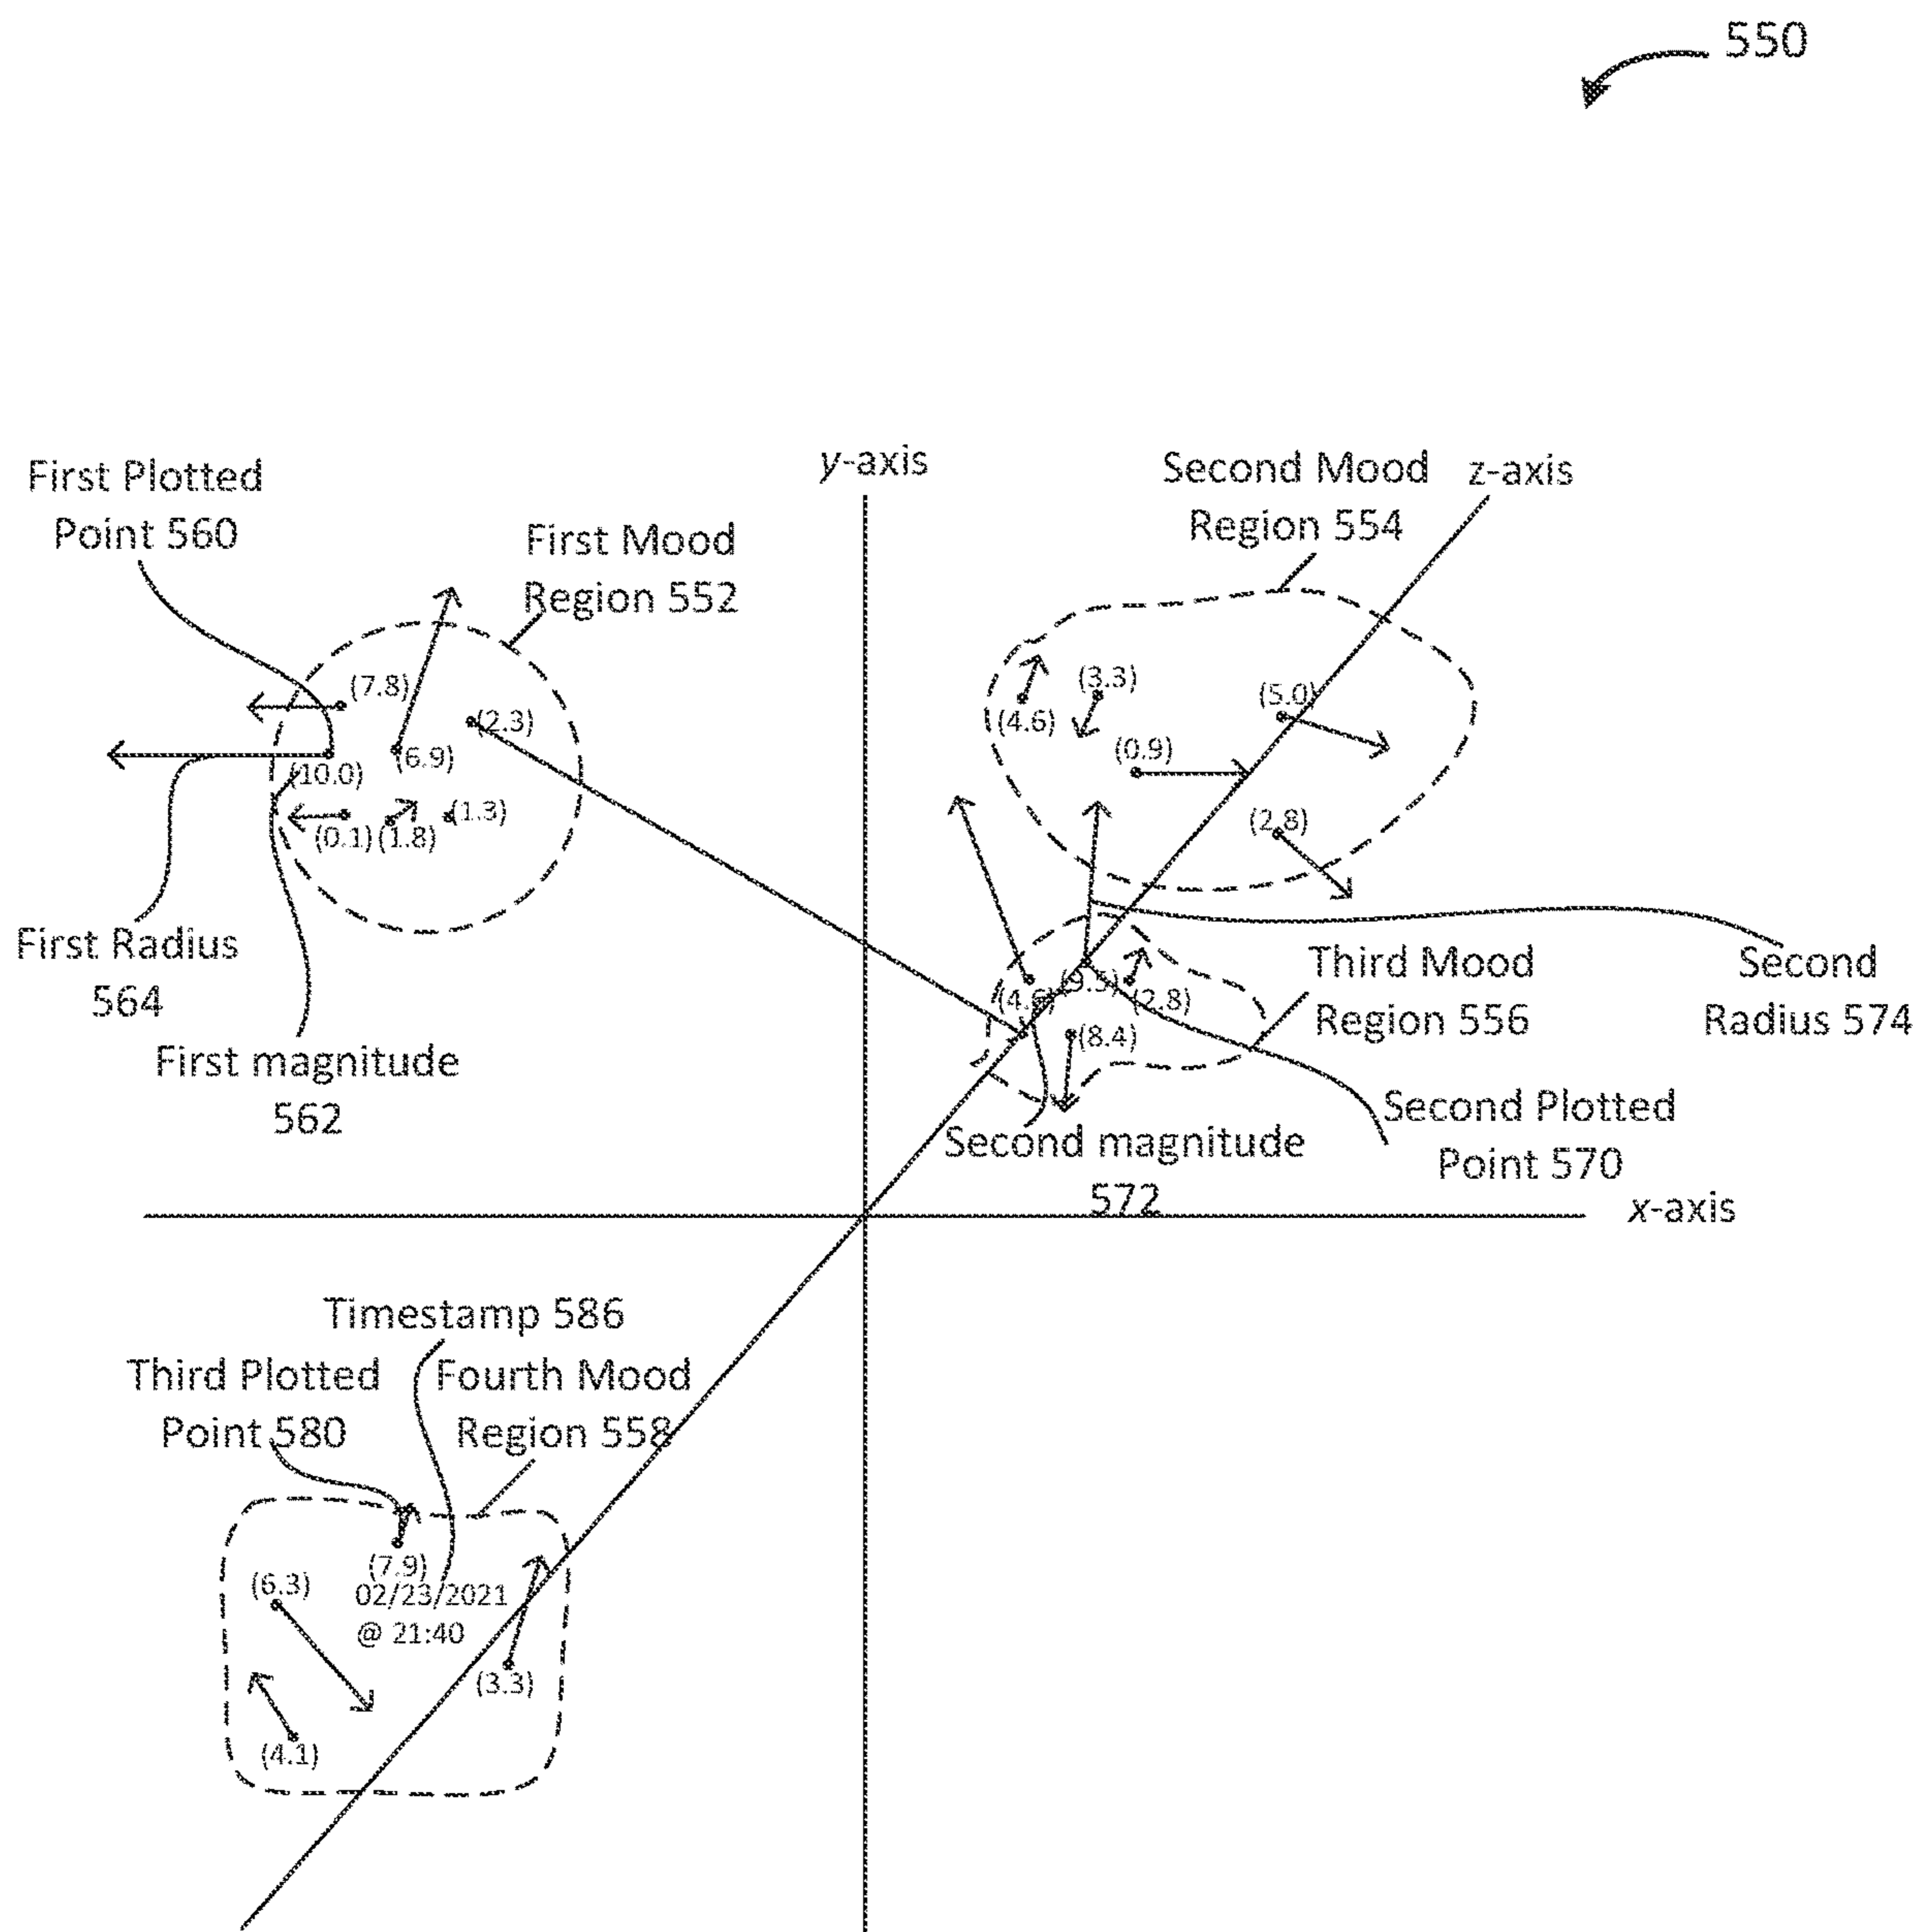 550
y-axis
Second Mood
Region 554
z-axis
First Plotted
Point 560
First Mood
Region 552
(7.8)
(2.3)
(6.9)
(10.0)
(1.3)
(0.1)
(1.8)
(3.3)
(4.6)
(5.0)
(0.9)
(2.8)
First Radius
564
First magnitude
562
(2.8)
(8.4)
Third Mood
Region 556
Second
Radius 574
Second magnitude
572
Second Plotted
Point 570
x-axis
Timestamp 586
Third Plotted
Point 580
Fourth Mood
Region 558
(7.9)
(6.3)
02/23/2021
@ 21:40
(3.3)
(4.1)